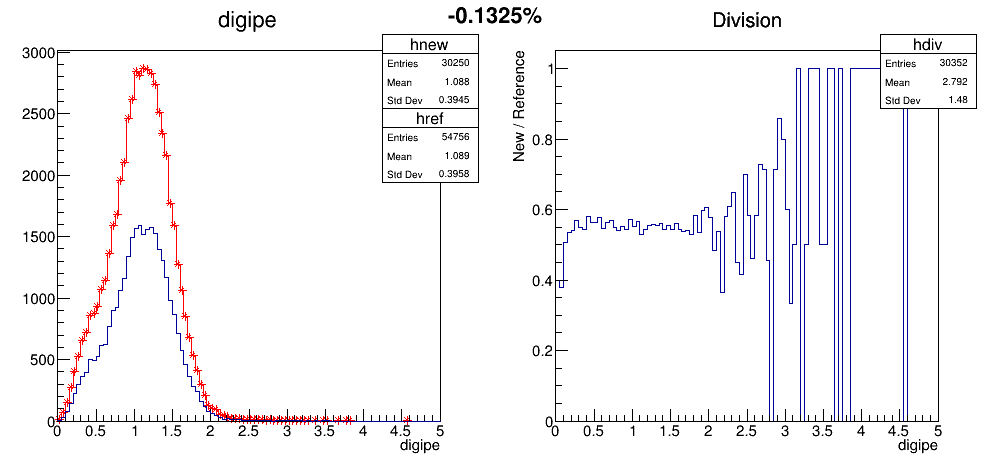 -0.1325%
digipe
hnew
Entries 30250
Mean 1.088
Std Dev 0.3945
href
Entries 54756
Mean 1.089
Std Dev 0.3958
3000
2500
2000
1500
1000
500
0
0 0.5 1 1.5 2 2.5 3 3.5 4 4.5 5
digipe
Division
hdiv
Entries 30352
Mean 2.792
Std Dev 1.48
New / Reference
1
0.8
0.6
0.4
0.2
0
0 0.5 1 1.5 2 2.5 3 3.5 4 4.5 5
digipe